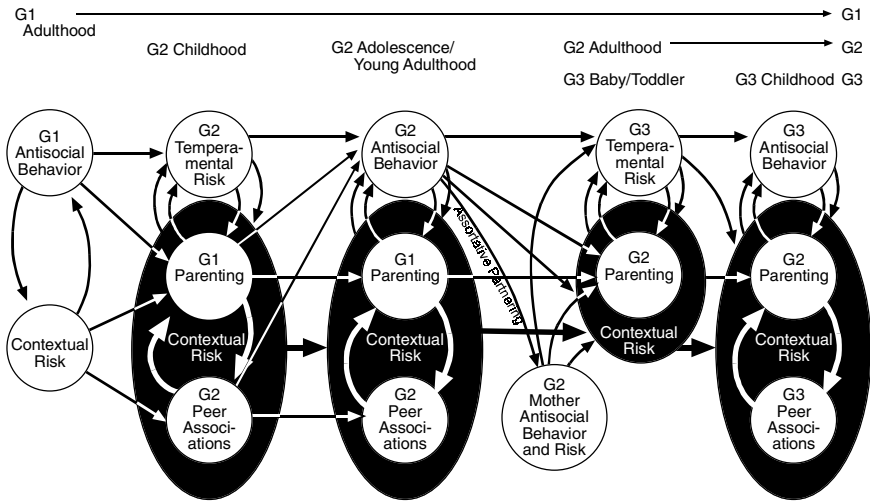 G1
Adulthood
G1
G2 Childhood
G2 Adolescence/
Young Adulthood
G2 Adulthood
G2
G3 Baby/Toddler
G3 Childhood
G3
G1
Antisocial
Behavior
G2
Tempera-
mental
Risk
G2
Antisocial
Behavior
G3
Tempera-
mental
Risk
G3
Antisocial
Behavior
G1
Parenting
G1
Parenting
Assortative Partnering
G2
Parenting
G2
Parenting
Contextual
Risk
Contextual
Risk
Contextual
Risk
Contextual
Risk
Contextual
Risk
G2
Peer
Associ-
ations
G2
Peer
Associ-
ations
G2
Mother
Antisocial
Behavior
and Risk
G3
Peer
Associ-
ations